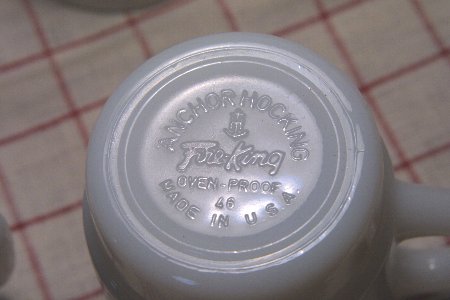 ANCHOR HOCKING
Fire-King
OVEN-PROOF
46
MADE IN U.S.A.